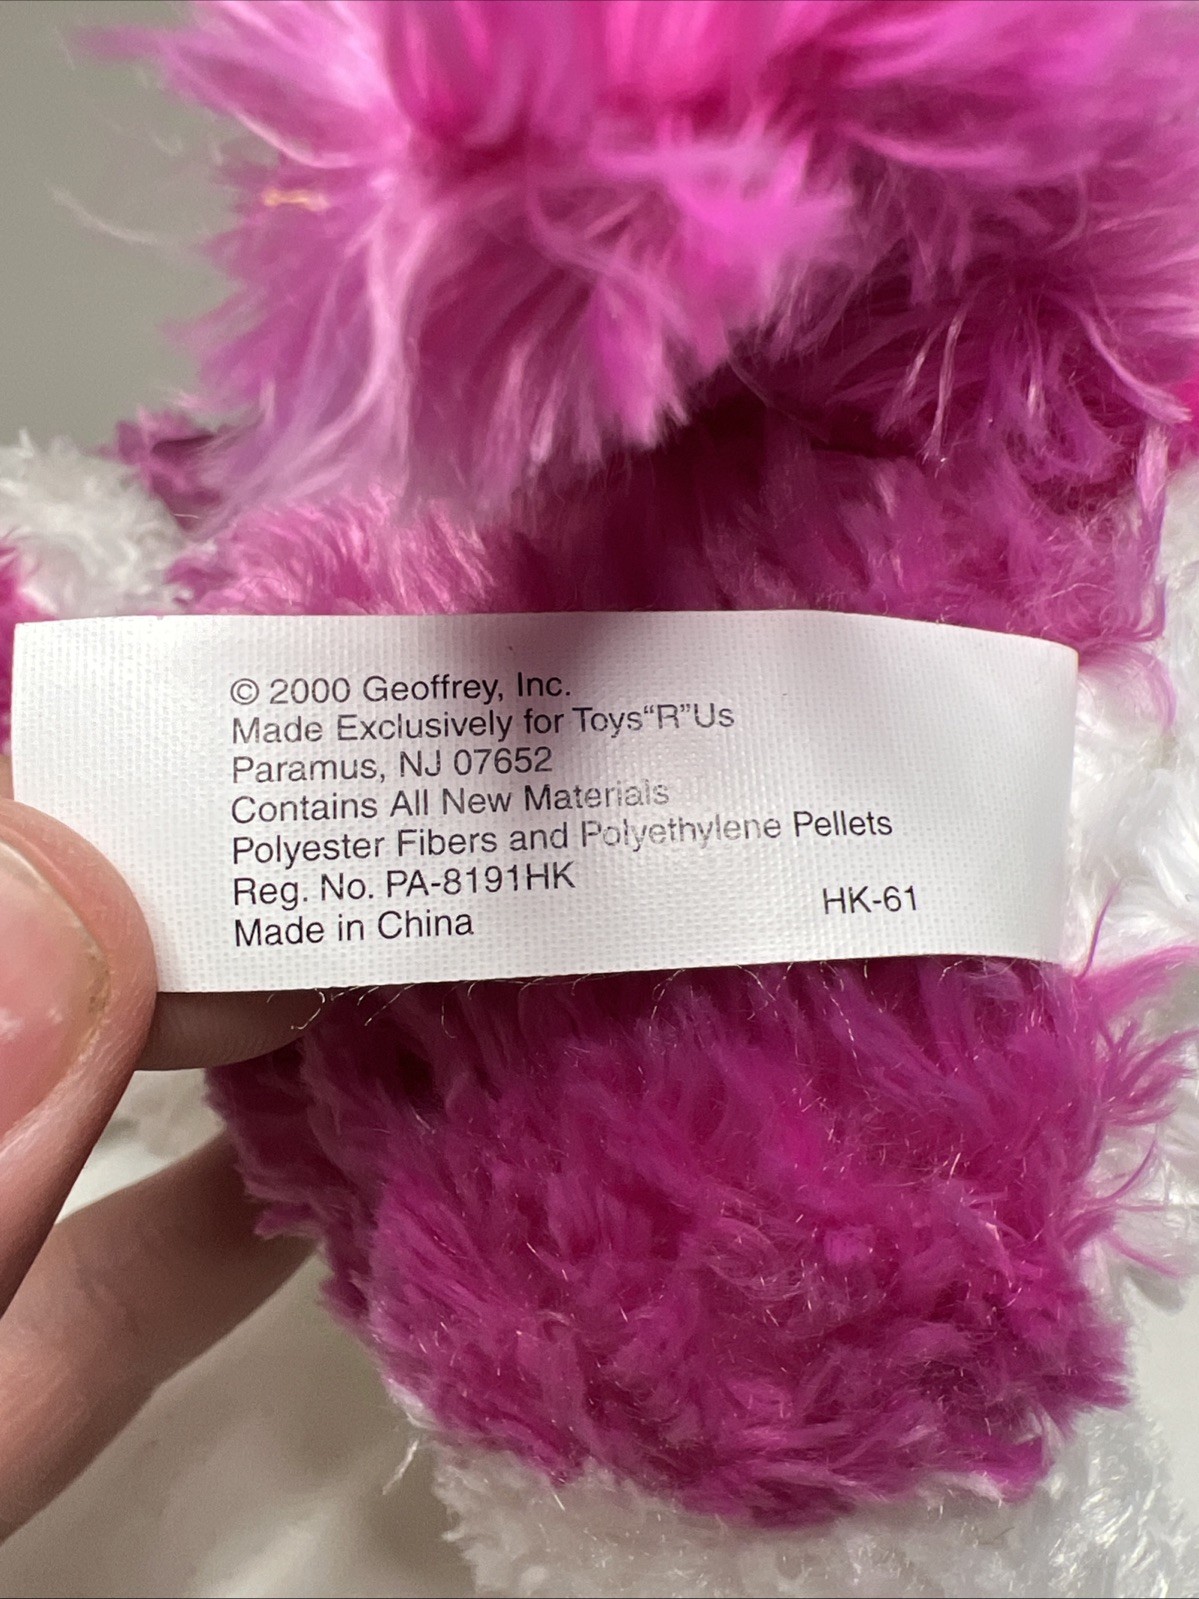 © 2000 Geoffrey, Inc.
Made Exclusively for Toys“R”Us
Paramus, NJ 07652
Contains All New Materials
Polyester Fibers and Polyethylene Pellets
Reg. No. PA-8191HK
HK-61
Made in China